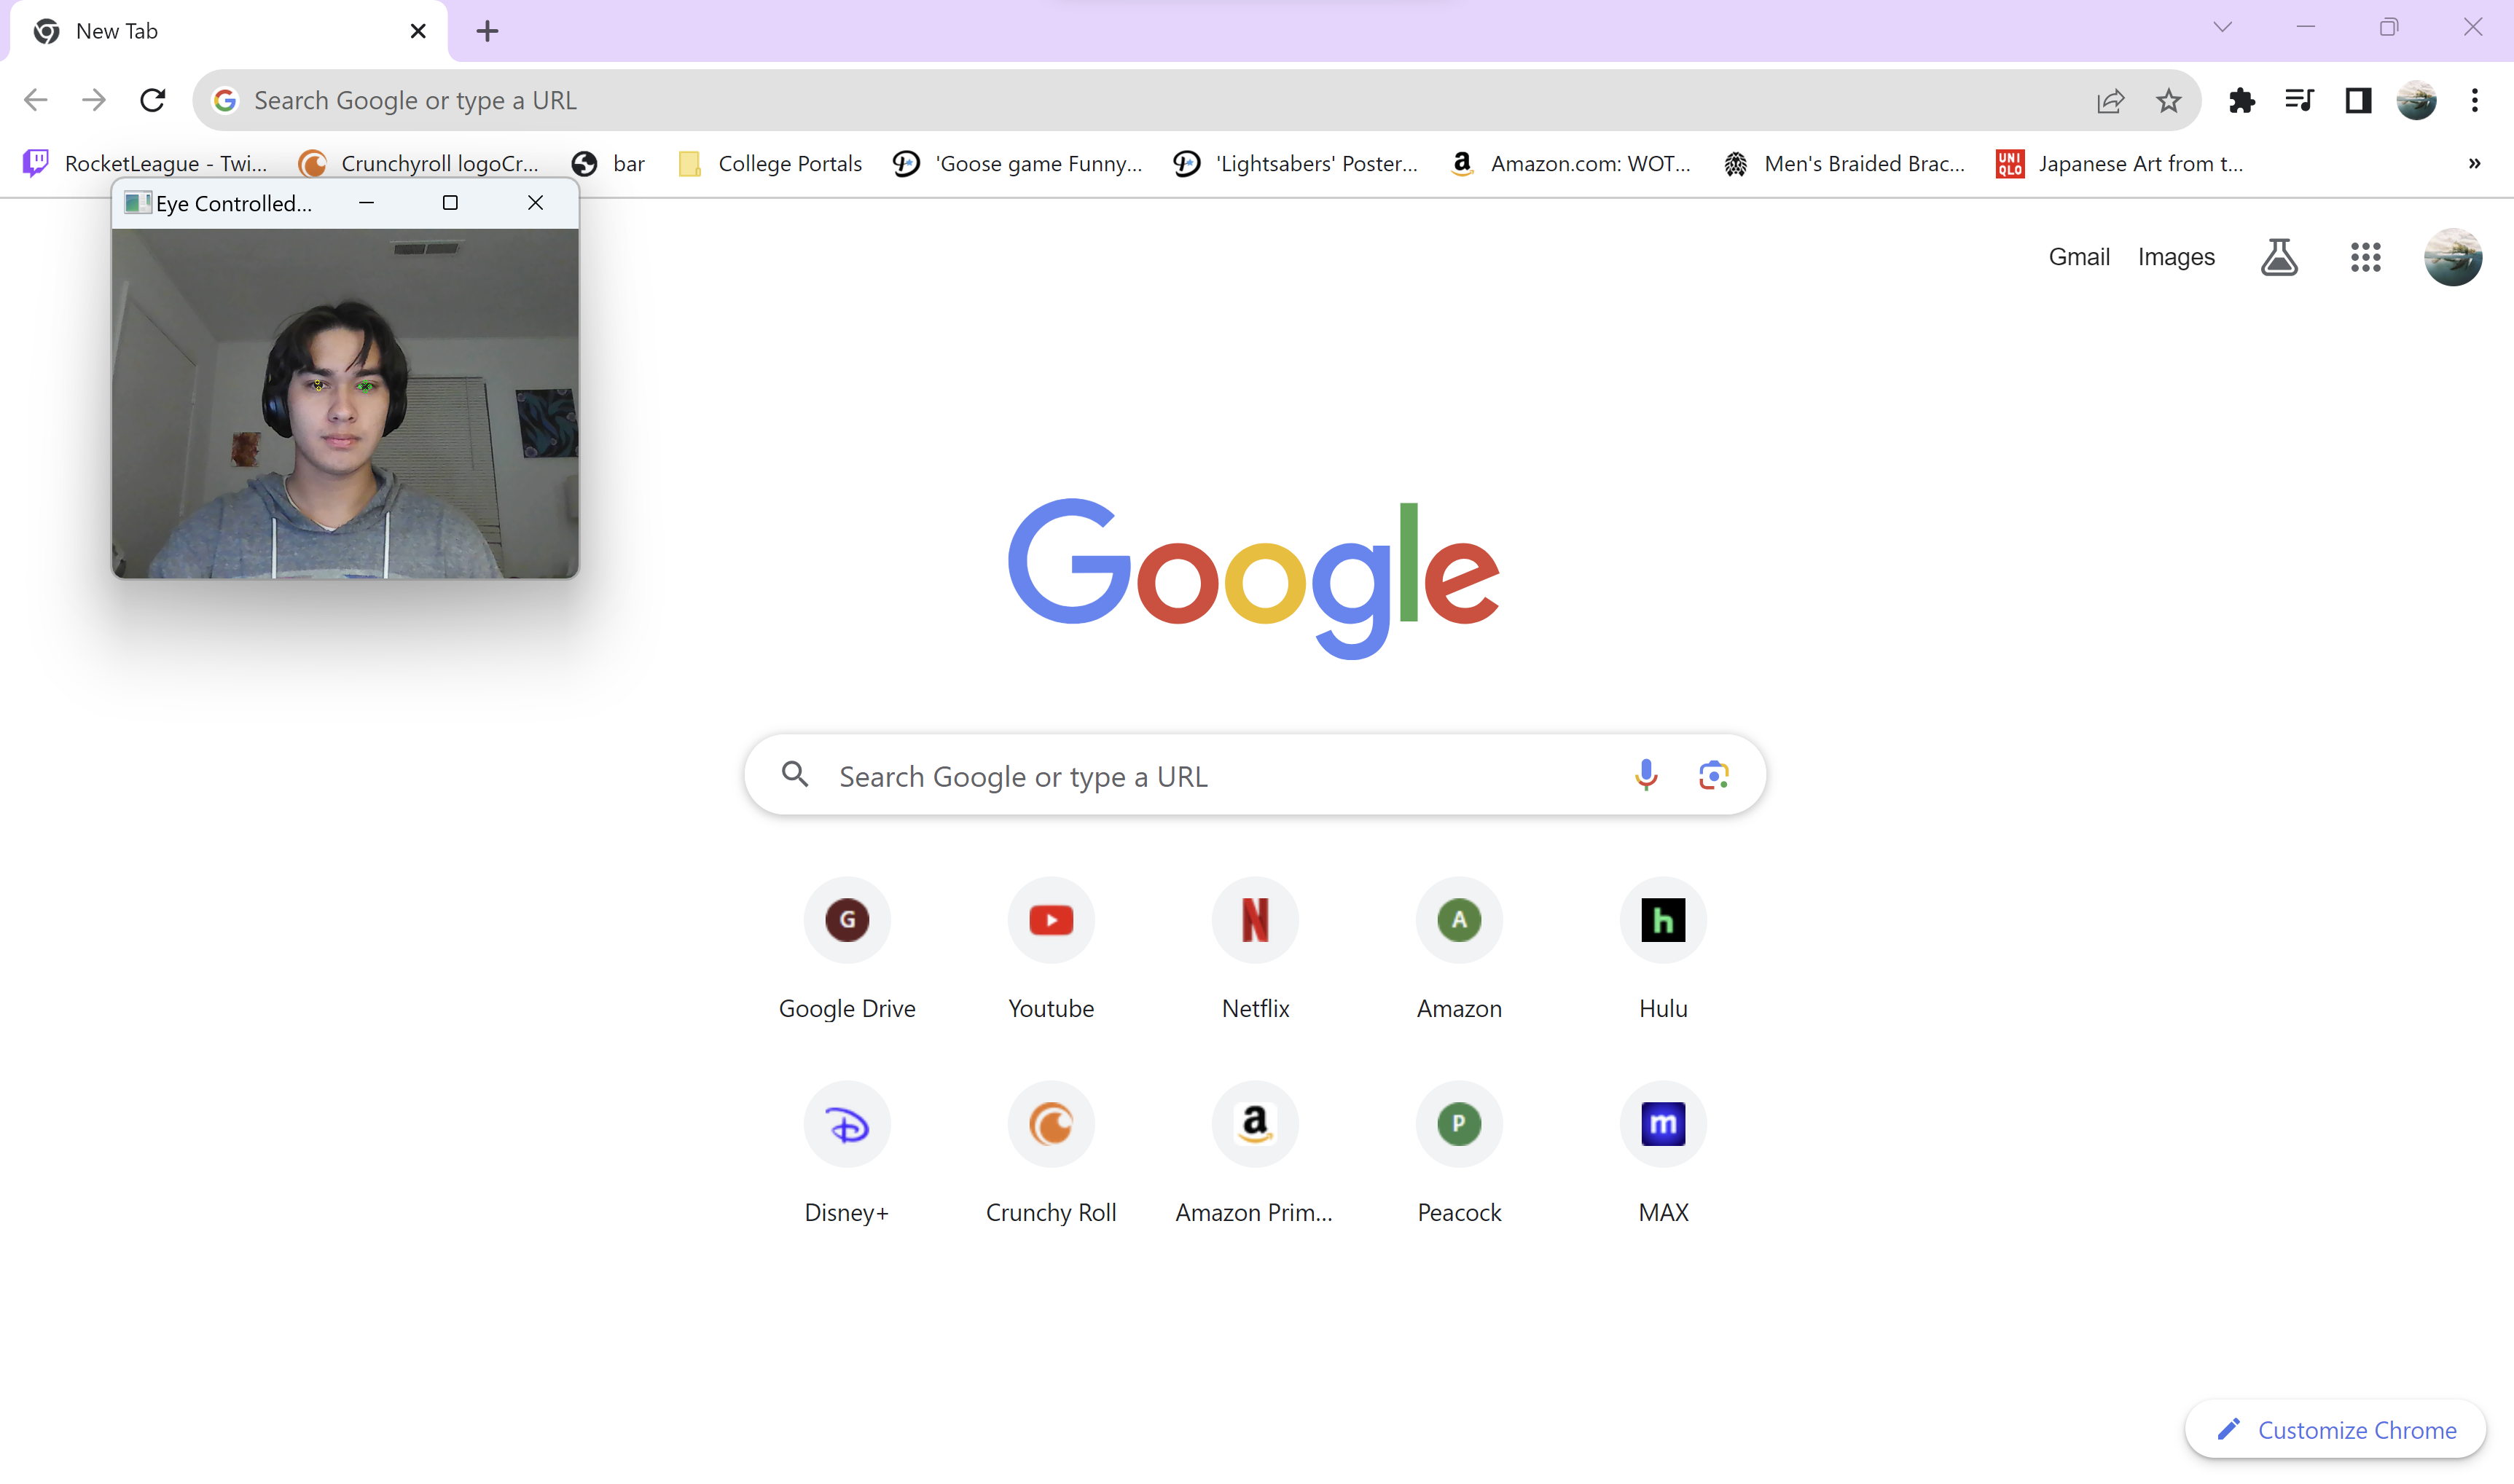 New Tab
Search Google or type a URL
RocketLeague - Twi... Crunchyroll logoCr... bar College Portals 'Goose game Funny... 'Lightsabers' Poster... Amazon.com: WOT... Men's Braided Brac... UNI QLO Japanese Art from t... »
Eye Controlled...
Gmail Images
Google
Search Google or type a URL
G A h
Google Drive Youtube Netflix Amazon Hulu
a P m
Disney+ Crunchy Roll Amazon Prim... Peacock MAX
Customize Chrome